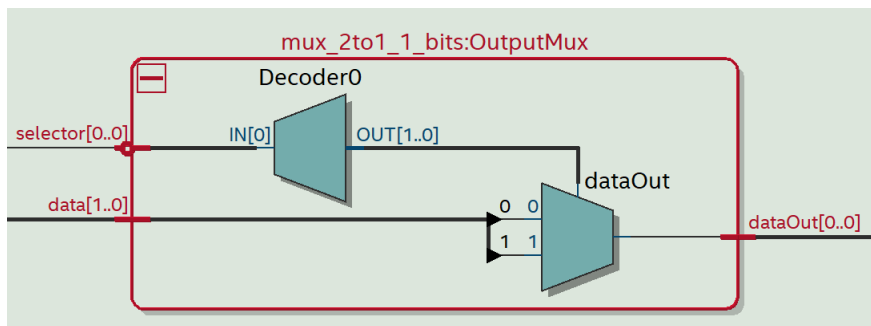 mux_2to1_1_bits:OutputMux
Decoder0
selector[0..0]
IN[0]
OUT[1..0]
dataOut
data[1..0]
0 0
dataOut[0..0]
1 1